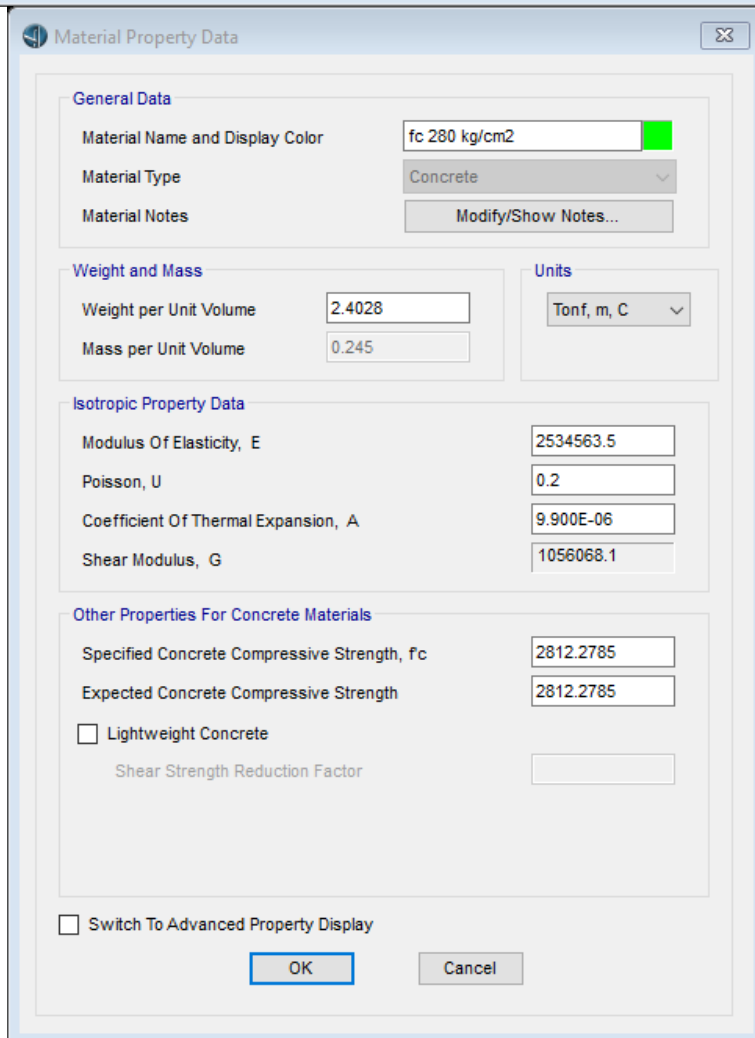 Material Property Data
General Data
Material Name and Display Color fc 280 kg/cm2
Material Type Concrete
Material Notes Modify/Show Notes...
Weight and Mass
Weight per Unit Volume 2.4028
Mass per Unit Volume 0.245
Units
Tonf, m, C
Isotropic Property Data
Modulus Of Elasticity, E 2534563.5
Poisson, U 0.2
Coefficient Of Thermal Expansion, A 9.900E-06
Shear Modulus, G 1056068.1
Other Properties For Concrete Materials
Specified Concrete Compressive Strength, f'c 2812.2785
Expected Concrete Compressive Strength 2812.2785
Lightweight Concrete
Shear Strength Reduction Factor
Switch To Advanced Property Display
OK Cancel